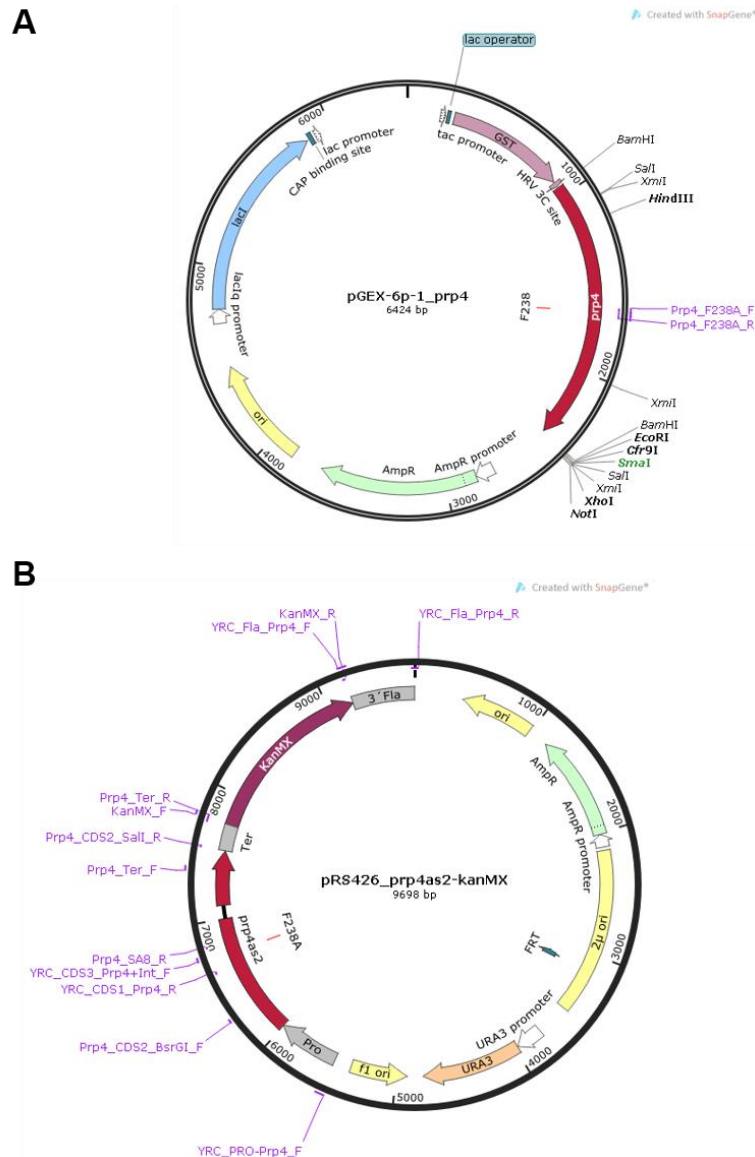 A
Created with SnapGene®
lac operator
6000
lac promoter
CAP binding site
tac promoter
GST
HRV 3C site
1000
BamHI
SalI
XmiI
HindIII
lacI
5000
lacIq promoter
pGEX-6p-1_prp4
6424 bp
F238
prp4
Prp4_F238A_F
Prp4_F238A_R
2000
XmiI
BamHI
EcoRI
Cfr9I
SmaI
SalI
XmiI
XhoI
NotI
ori
4000
AmpR
AmpR promoter
3000
B
Created with SnapGene®
KanMX_R
YRC_Fla_Prp4_F
YRC_Fla_Prp4_R
9000
3´Fla
ori
1000
KanMX
AmpR
AmpR promoter
2000
Prp4_Ter_R
KanMX_F
8000
Prp4_CDS2_SalI_R
Ter
Prp4_Ter_F
pRS426_prp4as2-kanMX
9698 bp
2µ ori
7000
prp4as2
F238A
FRT
3000
Prp4_SA8_R
YRC_CDS3_Prp4+Int_F
YRC_CDS1_Prp4_R
Prp4_CDS2_BsrGI_F
6000
Pro
f1 ori
5000
URA3
URA3 promoter
4000
YRC_PRO-Prp4_F